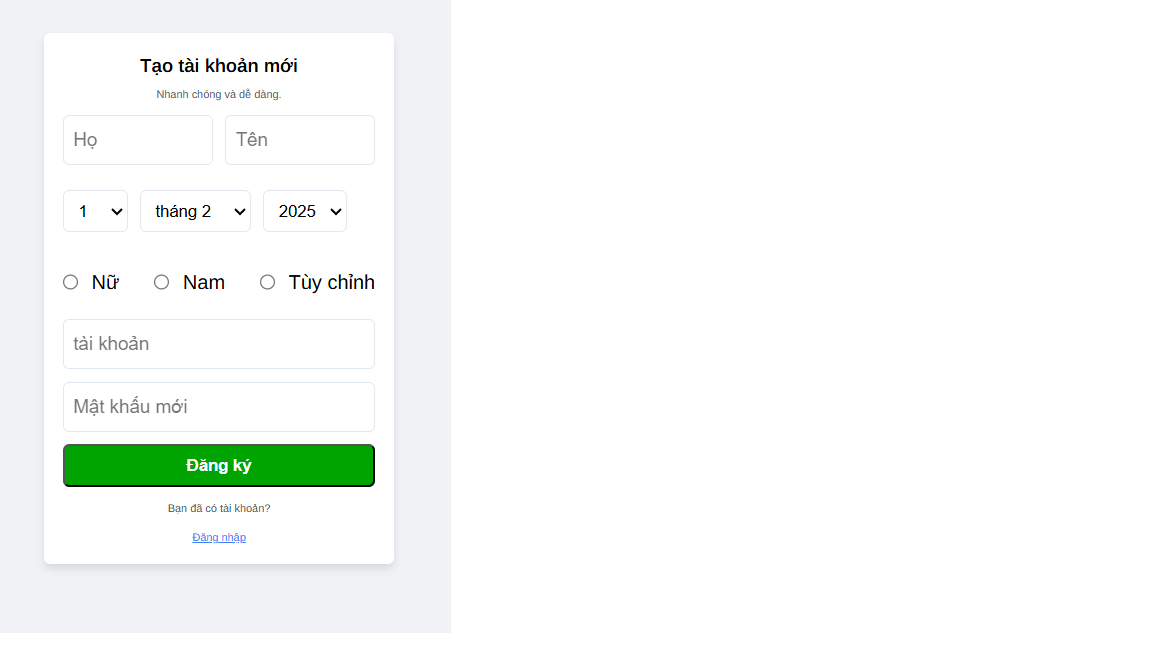 Tạo tài khoản mới
Nhanh chóng và dễ dàng.
Họ Tên
1 tháng 2 2025
Nữ Nam Tùy chỉnh
tài khoản
Mật khẩu mới
Đăng ký
Bạn đã có tài khoản?
Đăng nhập